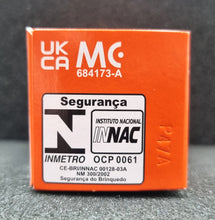 UK
CA MC
684173-A
Segurança
INSTITUTO NACIONAL
INNAC
INMETRO OCP 0061
CE-BRI/INNAC 00128-03A
NM 300/2002
Segurança do Brinquedo